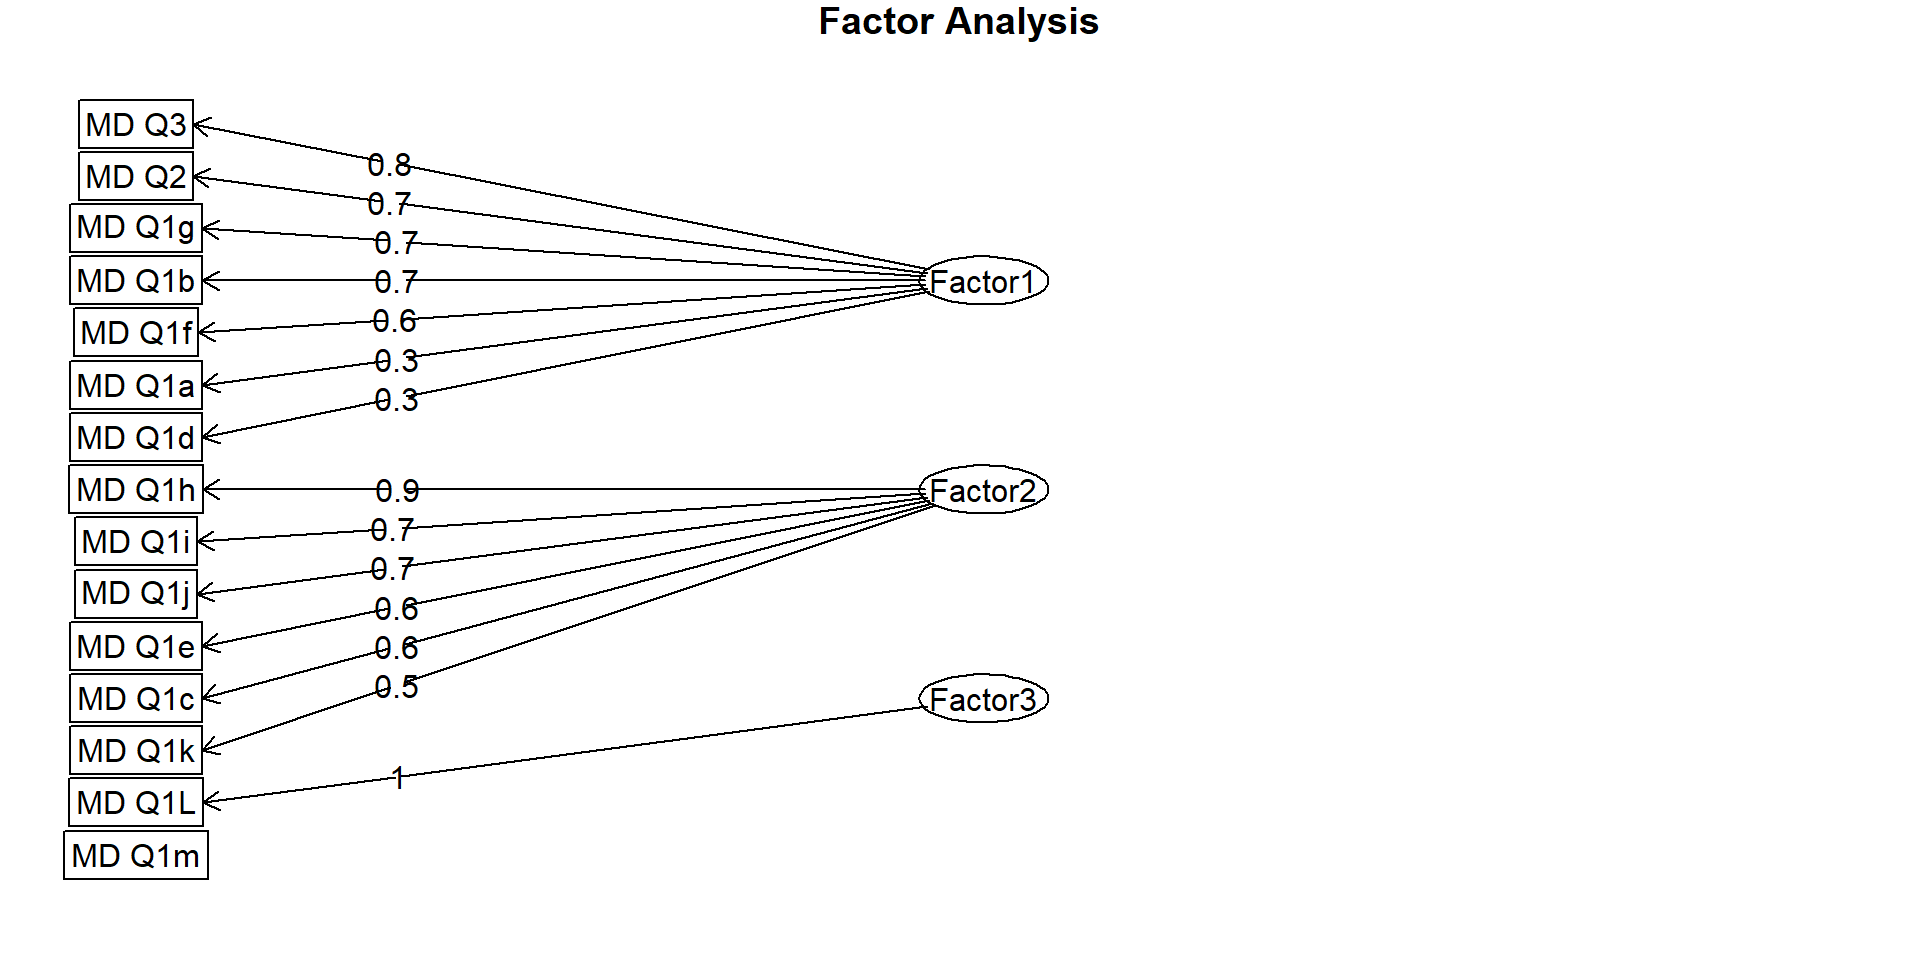 Factor Analysis
MD Q3
MD Q2
MD Q1g
MD Q1b
MD Q1f
MD Q1a
MD Q1d
MD Q1h
MD Q1i
MD Q1j
MD Q1e
MD Q1c
MD Q1k
MD Q1L
MD Q1m
0.8
0.7
0.7
0.7
0.6
0.3
0.3
0.9
0.7
0.7
0.6
0.6
0.5
1
Factor1
Factor2
Factor3